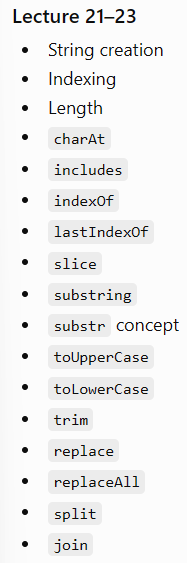 Lecture 21–23
• String creation
• Indexing
• Length
• charAt
• includes
• indexOf
• lastIndexOf
• slice
• substring
• substr concept
• toUpperCase
• toLowerCase
• trim
• replace
• replaceAll
• split
• join